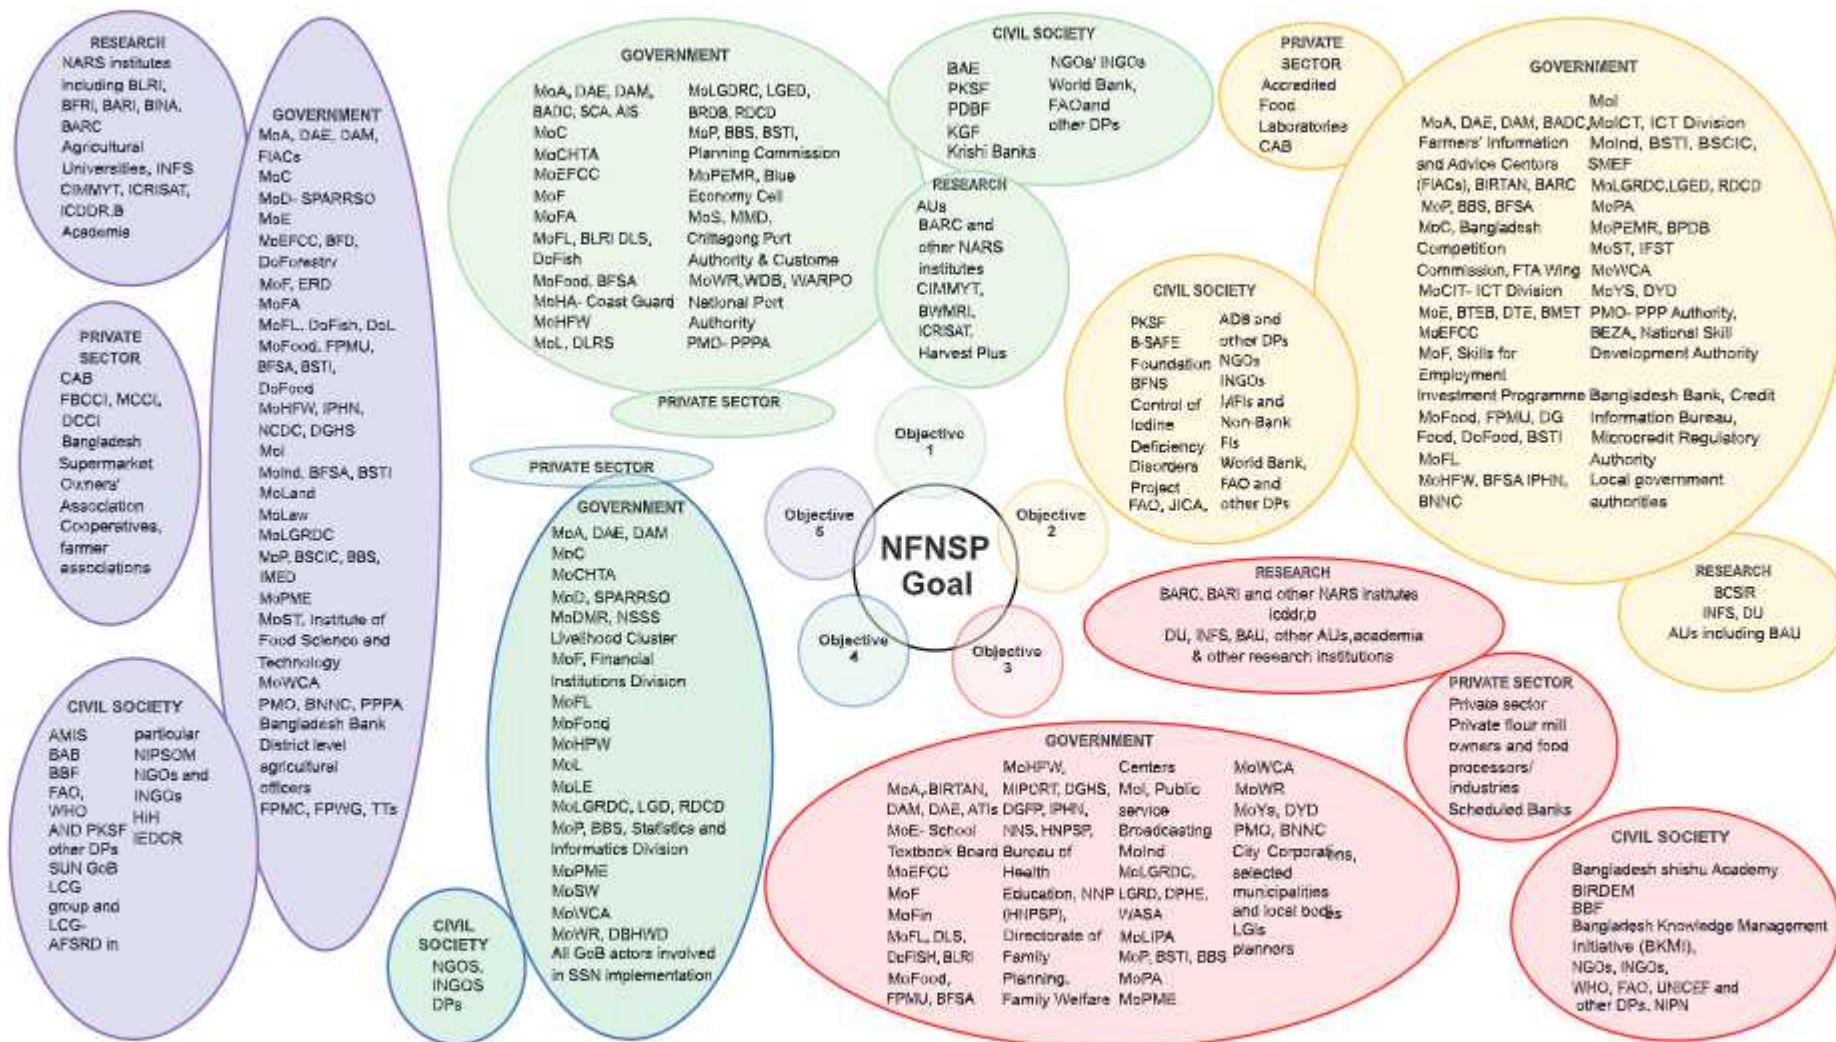 RESEARCH
NARS institutes
including BLRI,
BFRI, BARI, BINA,
BARC
Agricultural
Universities, INFS
CIMMYT, ICRISAT,
ICDDR.B
Academia
PRIVATE
SECTOR
CAB
FBCCI, MCCI,
DCCI
Bangladesh
Supermarket
Owners'
Association
Cooperatives,
farmer
associations
CIVIL SOCIETY
AMIS
BAB
BBF
FAO,
WHO
AND PKSF
other DPs
SUN GoB
LCG
group and
LCG-
AFSRD in
particular
NIPSOM
NGOs and
INGOs
HiH
IEDCR
GOVERNMENT
MoA, DAE, DAM,
FIACs
MoC
MoD- SPARRSO
MoE
MoEFCC, BFD,
DoForestry
MoF, ERD
MoFA
MoFL, DoFish, DoL
MoFood, FPMU,
BFSA, BSTI,
DoFood
MoHFW, IPHN,
NCDC, DGHS
MoI
MoInd, BFSA, BSTI
MoLand
MoLaw
MoLGRDC
MoP, BSCIC, BBS,
IMED
MoPME
MoST, Institute of
Food Science and
Technology
MoWCA
PMO, BNNC, PPPA
Bangladesh Bank
District level
agricultural
officers
FPMC, FPWG, TTs
GOVERNMENT
MoA, DAE, DAM,
BADC, SCA, AIS
MoC
MoCHTA
MoEFCC
MoF
MoFA
MoFL, BLRI DLS,
DoFish
MoFood, BFSA
MoHA- Coast Guard
MoHFW
MoL, DLRS
MoLGDRC, LGED,
BRDB, RDCD
MoP, BBS, BSTI,
Planning Commission
MoPEMR, Blue
Economy Cell
MoS, MMD,
Chittagong Port
Authority & Custome
MoWR,WDB, WARPO
National Port
Authority
PMO- PPPA
CIVIL SOCIETY
BAE
PKSF
PDBF
KGF
Krishi Banks
NGOs/ INGOs
World Bank,
FAOand
other DPs
RESEARCH
AUs
BARC and
other NARS
institutes
CIMMYT,
BWMRI,
ICRISAT,
Harvest Plus
PRIVATE SECTOR
PRIVATE
SECTOR
Accredited
Food
Laboratories
CAB
GOVERNMENT
MoA, DAE, DAM, BADC,
Farmers' Information
and Advice Centers
(FIACs), BIRTAN, BARC
MoP, BBS, BFSA
MoC, Bangladesh
Competition
Commission, FTA Wing
MoCIT- ICT Division
MoE, BTEB, DTE, BMET
MoEFCC
MoF, Skills for
Employment
Investment Programme
MoFood, FPMU, DG
Food, DoFood, BSTI
MoFL
MoHFW, BFSA IPHN,
BNNC
MoI
MoICT, ICT Division
MoInd, BSTI, BSCIC,
SMEF
MoLGRDC,LGED, RDCD
MoPA
MoPEMR, BPDB
MoST, IFST
MoWCA
MoYS, DYD
PMO- PPP Authority,
BEZA, National Skill
Development Authority
Bangladesh Bank, Credit
Information Bureau,
Microcredit Regulatory
Authority
Local government
authorities
CIVIL SOCIETY
PKSF
B-SAFE
Foundation
BFNS
Control of
Iodine
Deficiency
Disorders
Project
FAO, JICA,
ADB and
other DPs
NGOs
INGOs
MFIs and
Non-Bank
FIs
World Bank,
FAO and
other DPs
RESEARCH
BCSIR
INFS, DU
AUs including BAU
Objective
1
Objective
2
Objective
3
Objective
4
Objective
5
NFNSP
Goal
PRIVATE SECTOR
GOVERNMENT
MoA, DAE, DAM
MoC
MoCHTA
MoD, SPARRSO
MoDMR, NSSS
Livelihood Cluster
MoF, Financial
Institutions Division
MoFL
MoFood
MoHPW
MoL
MoLE
MoLGRDC, LGD, RDCD
MoP, BBS, Statistics and
Informatics Division
MoPME
MoSW
MoWCA
MoWR, DBHWD
All GoB actors involved
in SSN implementation
CIVIL
SOCIETY
NGOS,
INGOS
DPs
RESEARCH
BARC, BARI and other NARS institutes
icddr,b
DU, INFS, BAU, other AUs,academia
& other research institutions
PRIVATE SECTOR
Private sector
Private flour mill
owners and food
processors/
industries
Scheduled Banks
GOVERNMENT
MoA, BIRTAN,
DAM, DAE, ATIs
MoE- School
Textbook Board
MoEFCC
MoF
MoFin
MoFL, DLS,
DoFISH, BLRI
MoFood,
FPMU, BFSA
MoHFW,
MIPORT, DGHS,
DGFP, IPHN,
NNS, HNPSP,
Bureau of
Health
Education, NNP
(HNPSP),
Directorate of
Family
Planning,
Family Welfare
Centers
MoI, Public
service
Broadcasting
MoInd
MoLGRDC,
LGRD, DPHE,
WASA
MoLIPA
MoP, BSTI, BBS
MoPA
MoPME
MoWCA
MoWR
MoYs, DYD
PMO, BNNC
City Corporations,
selected
municipalities
and local bodies
LGIs
planners
CIVIL SOCIETY
Bangladesh shishu Academy
BIRDEM
BBF
Bangladesh Knowledge Management
Initiative (BKMI),
NGOs, INGOs,
WHO, FAO, UNICEF and
other DPs, NIPN